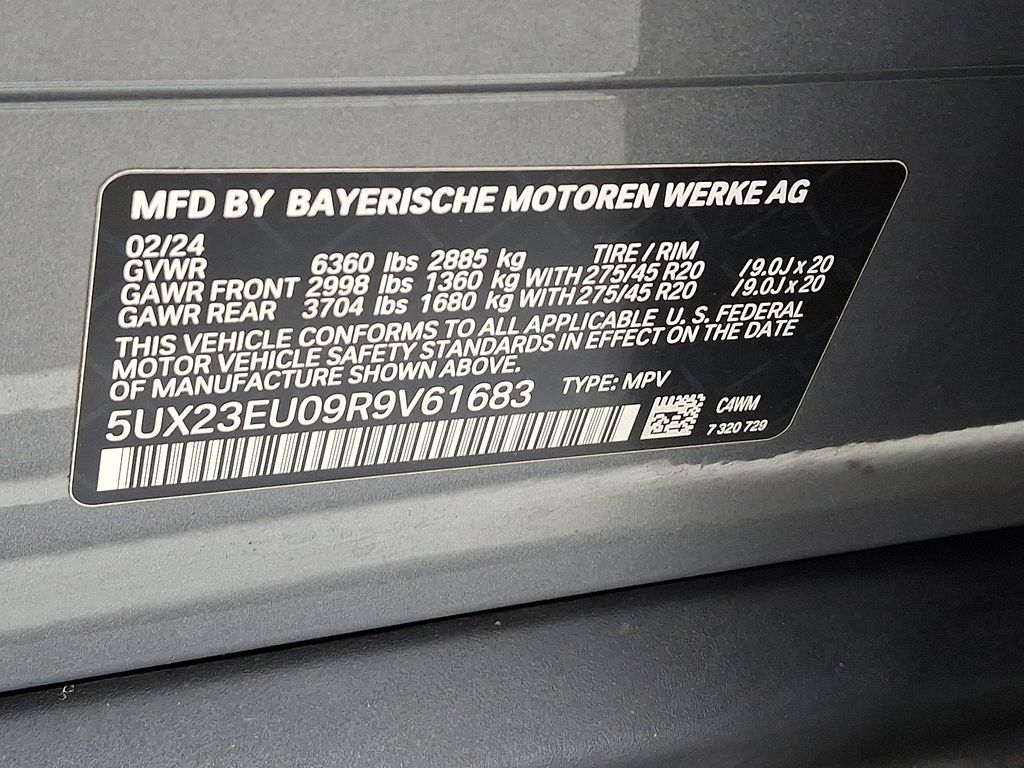 MFD BY BAYERISCHE MOTOREN WERKE AG
02/24 TIRE / RIM
GVWR 6360 lbs 2885 kg
GAWR FRONT 2998 lbs 1360 kg WITH 275/45 R20 /9.0J x 20
GAWR REAR 3704 lbs 1680 kg WITH 275/45 R20 /9.0J x 20
THIS VEHICLE CONFORMS TO ALL APPLICABLE U. S. FEDERAL
MOTOR VEHICLE SAFETY STANDARDS IN EFFECT ON THE DATE
OF MANUFACTURE SHOWN ABOVE.
5UX23EU09R9V61683 TYPE: MPV
C4WM
7 320 729